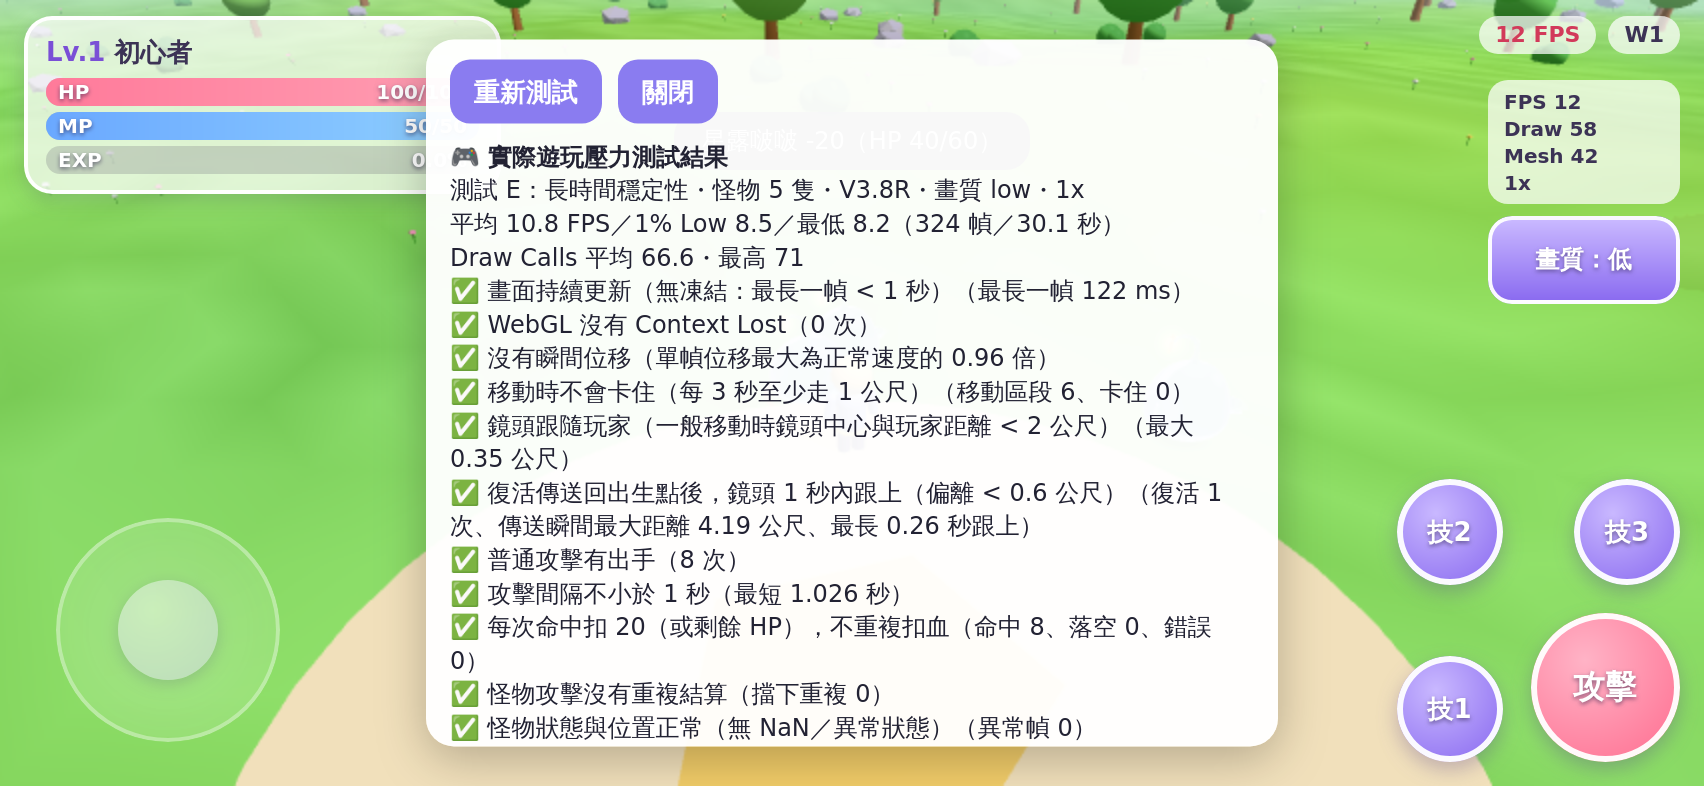 Lv.1 初心者
HP 100/
MP 50/50
EXP 0
12 FPS
W1
FPS 12
Draw 58
Mesh 42
1x
畫質：低
重新測試
關閉
啵啵 -20（HP 40/60）
🎮 實際遊玩壓力測試結果
測試 E：長時間穩定性・怪物 5 隻・V3.8R・畫質 low・1x
平均 10.8 FPS／1% Low 8.5／最低 8.2（324 幀／30.1 秒）
Draw Calls 平均 66.6・最高 71
✅ 畫面持續更新（無凍結：最長一幀 < 1 秒）（最長一幀 122 ms）
✅ WebGL 沒有 Context Lost（0 次）
✅ 沒有瞬間位移（單幀位移最大為正常速度的 0.96 倍）
✅ 移動時不會卡住（每 3 秒至少走 1 公尺）（移動區段 6、卡住 0）
✅ 鏡頭跟隨玩家（一般移動時鏡頭中心與玩家距離 < 2 公尺）（最大
0.35 公尺）
✅ 復活傳送回出生點後，鏡頭 1 秒內跟上（偏離 < 0.6 公尺）（復活 1
次、傳送瞬間最大距離 4.19 公尺、最長 0.26 秒跟上）
✅ 普通攻擊有出手（8 次）
✅ 攻擊間隔不小於 1 秒（最短 1.026 秒）
✅ 每次命中扣 20（或剩餘 HP），不重複扣血（命中 8、落空 0、錯誤
0）
✅ 怪物攻擊沒有重複結算（擋下重複 0）
✅ 怪物狀態與位置正常（無 NaN／異常狀態）（異常幀 0）
技2
技3
技1
攻擊